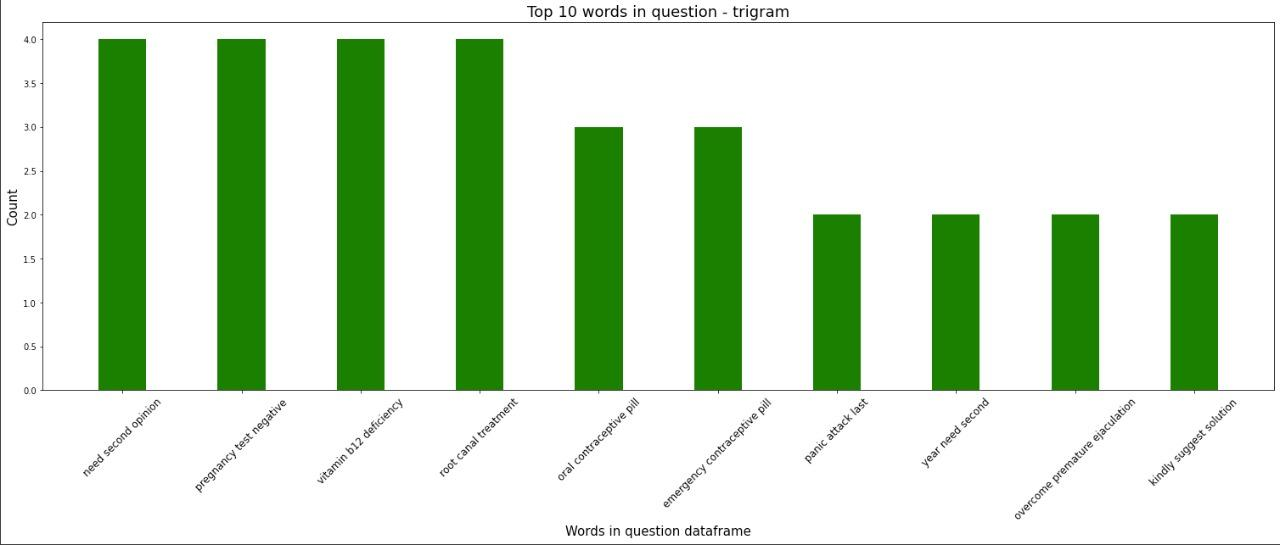 Top 10 words in question - trigram
Count
4.0
3.5
3.0
2.5
2.0
1.5
1.0
0.5
0.0
need second opinion
pregnancy test negative
vitamin b12 deficiency
root canal treatment
oral contraceptive pill
emergency contraceptive pill
panic attack last
year need second
overcome premature ejaculation
kindly suggest solution
Words in question dataframe